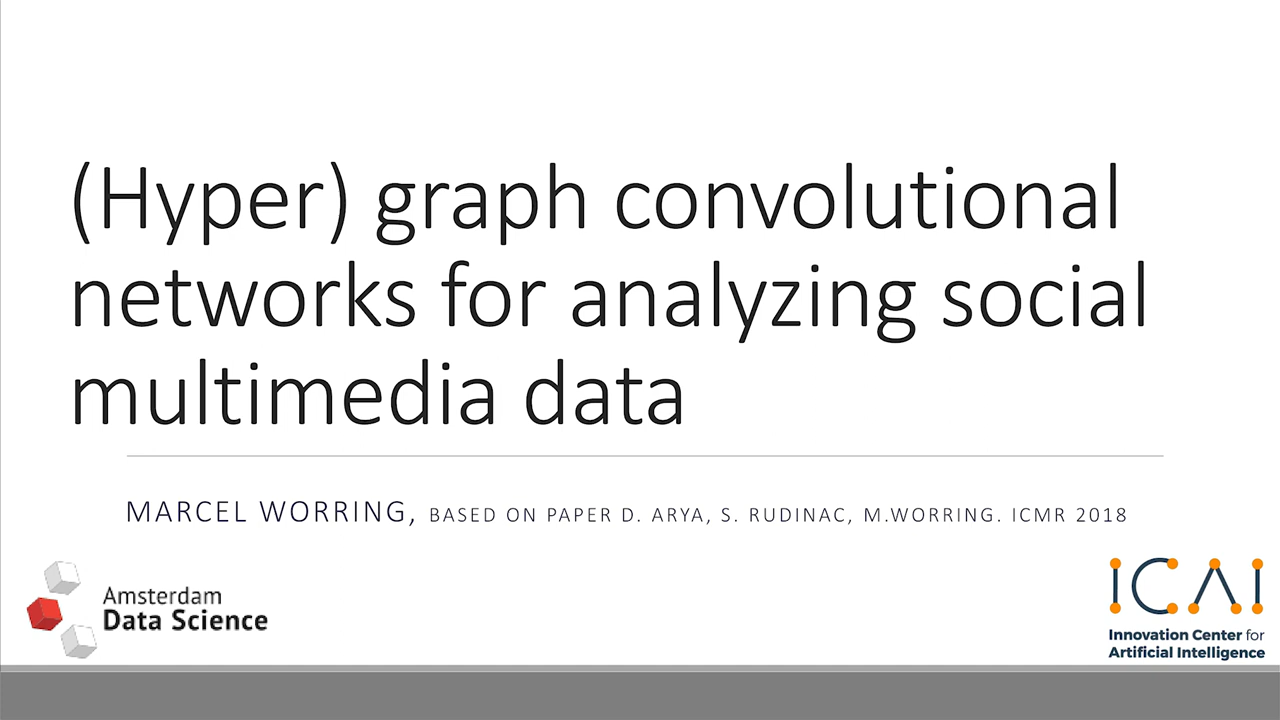 (Hyper) graph convolutional
networks for analyzing social
multimedia data
MARCEL WORRING, BASED ON PAPER D. ARYA, S. RUDINAC, M.WORRING. ICMR 2018
Amsterdam
Data Science
ICAI
Innovation Center for
Artificial Intelligence